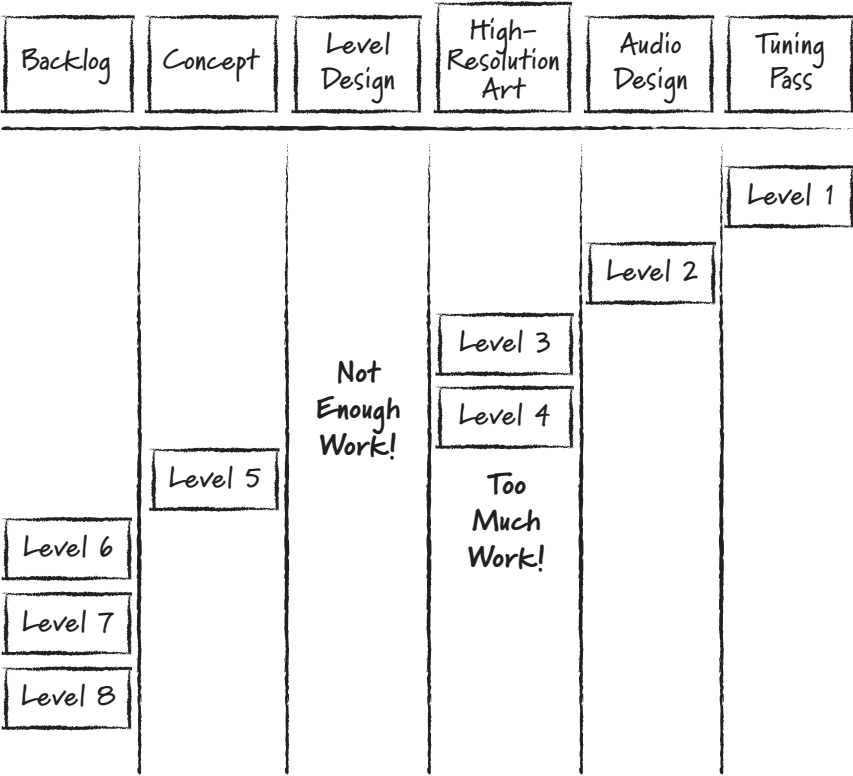 Backlog
Concept
Level
Design
High-
Resolution
Art
Audio
Design
Tuning
Pass
Level 1
Level 2
Level 3
Level 4
Not
Enough
Work!
Level 5
Too
Much
Work!
Level 6
Level 7
Level 8